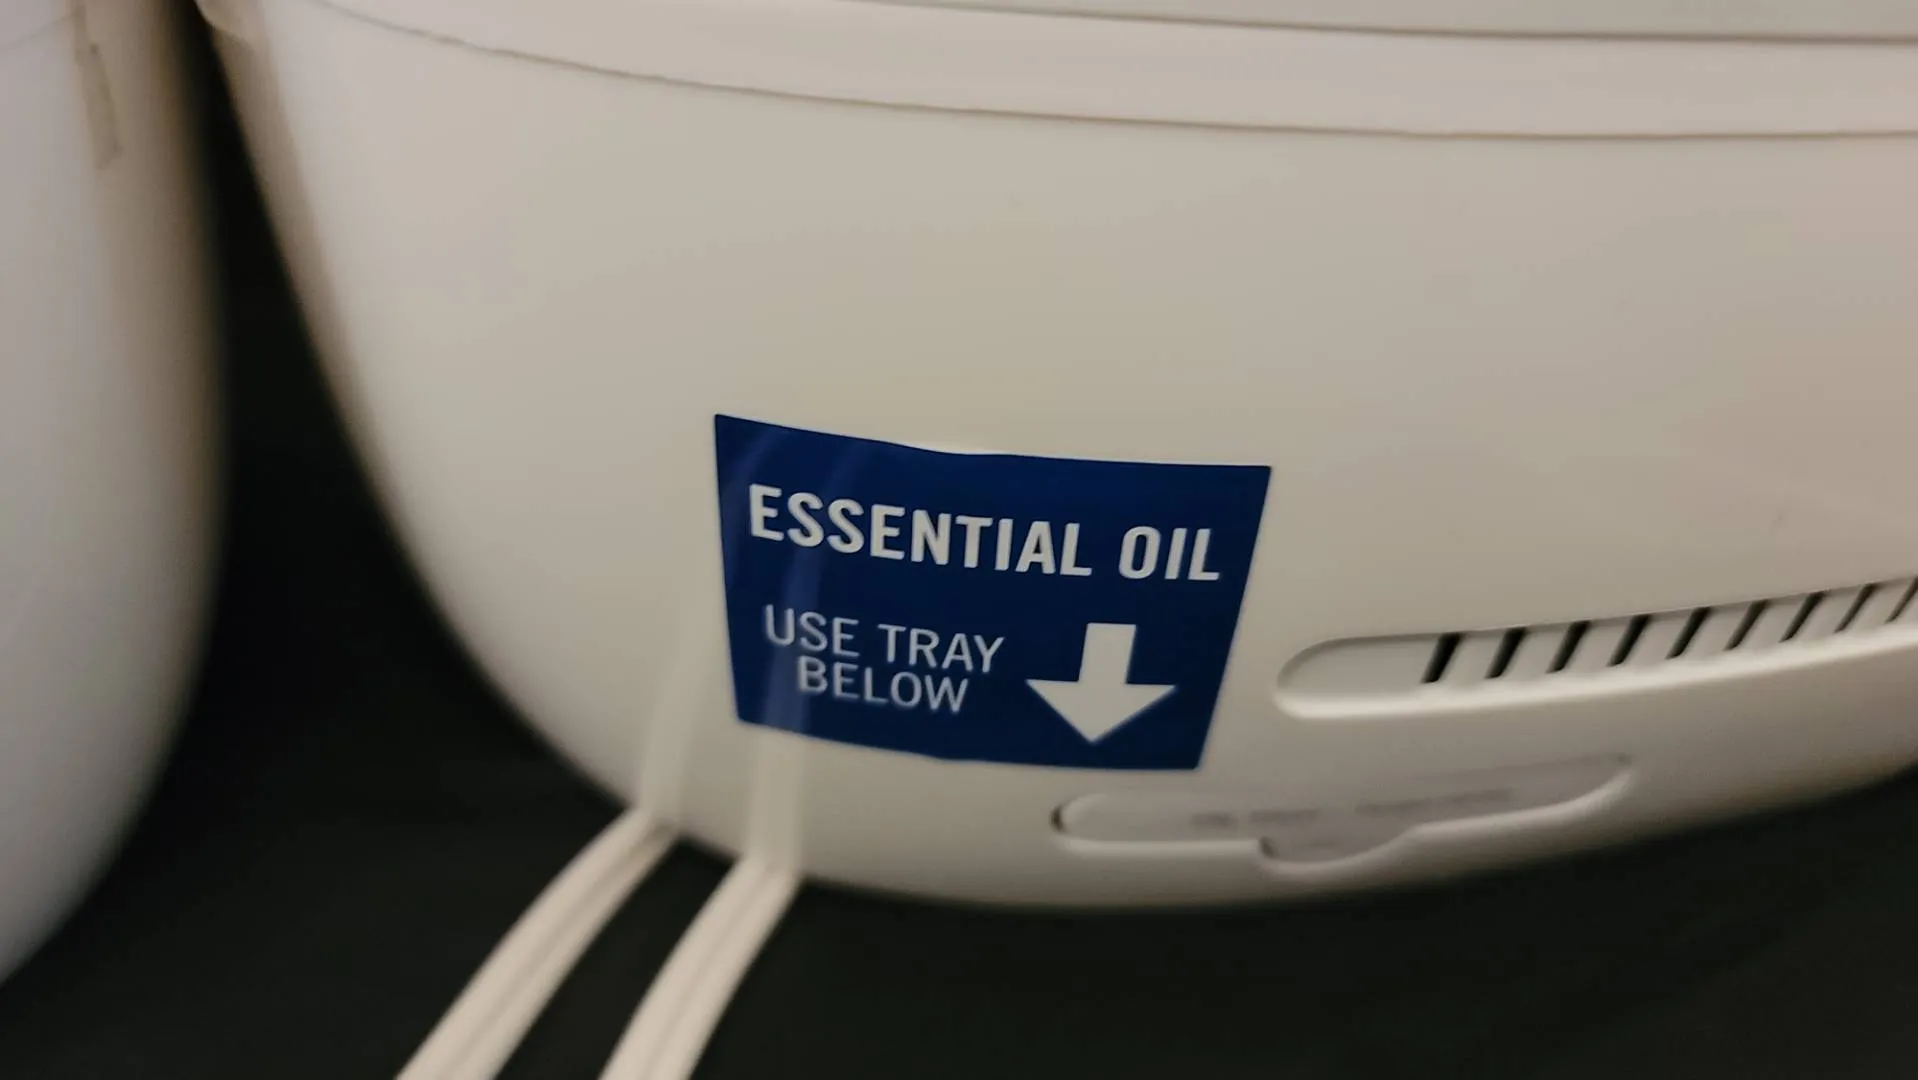 ESSENTIAL OIL
USE TRAY
BELOW